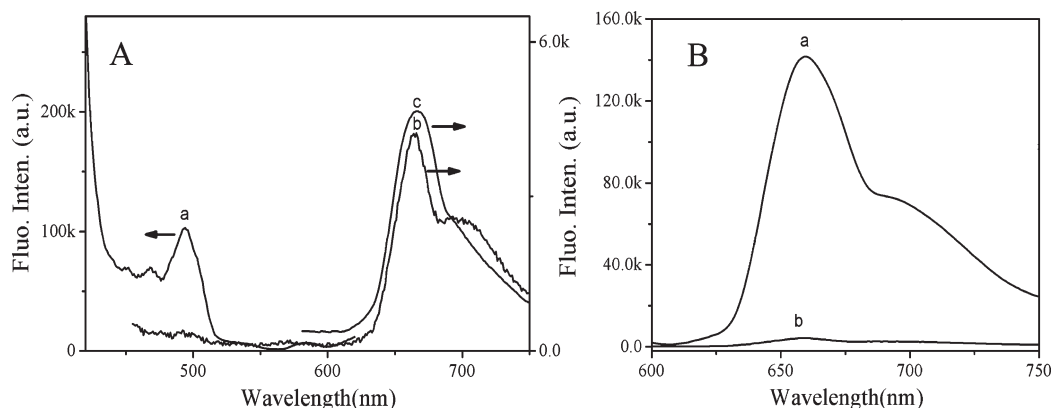 A
Fluo. Inten. (a.u.)
200k
100k
0
6.0k
0.0
a
b
c
500
600
700
Wavelength(nm)
B
Fluo. Inten. (a.u.)
160.0k
120.0k
80.0k
40.0k
0.0
a
b
600
650
700
750
Wavelength(nm)